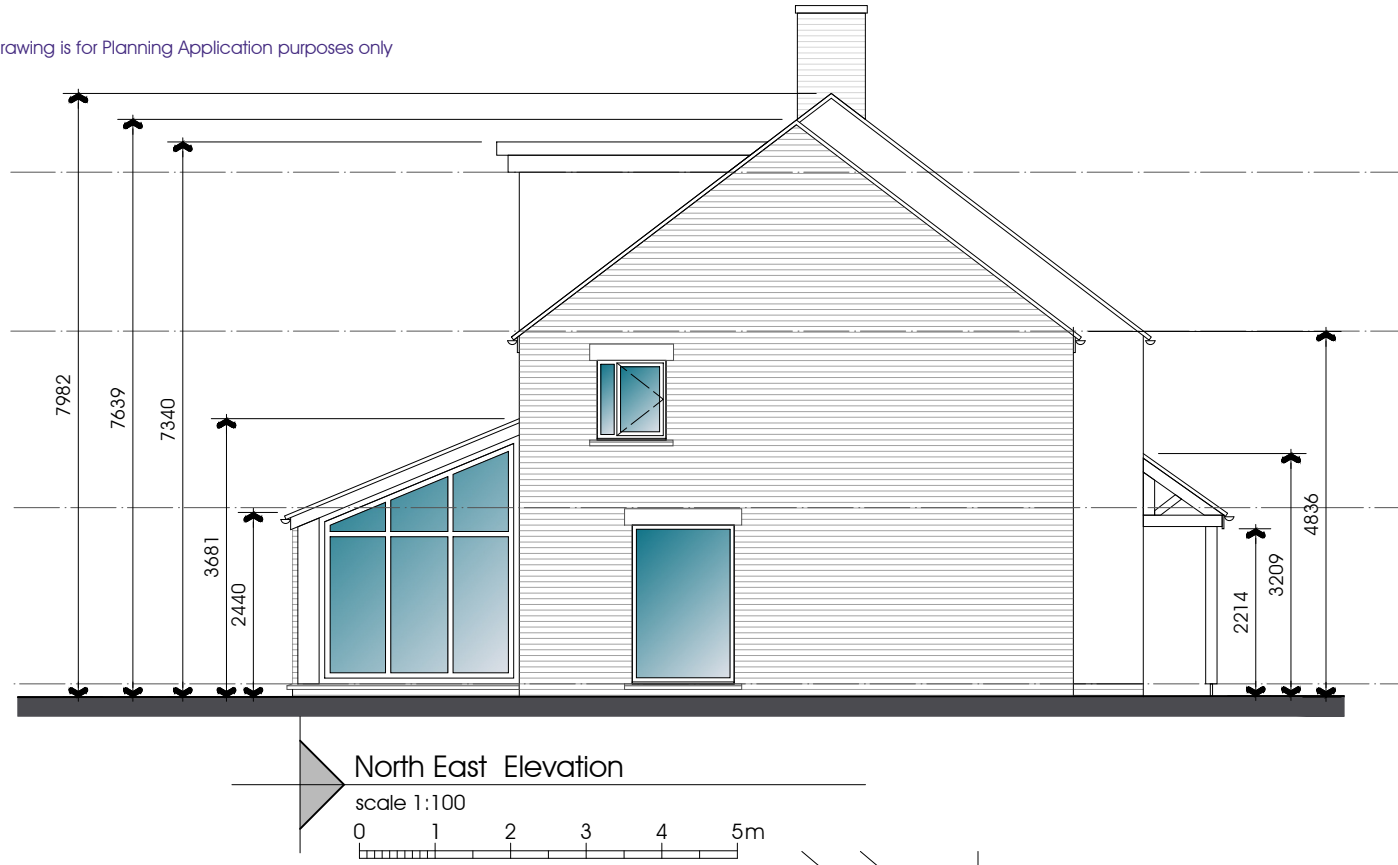 rawing is for Planning Application purposes only
7982
7639
7340
3681
2440
2214
3209
4836
North East Elevation
scale 1:100
0 1 2 3 4 5m